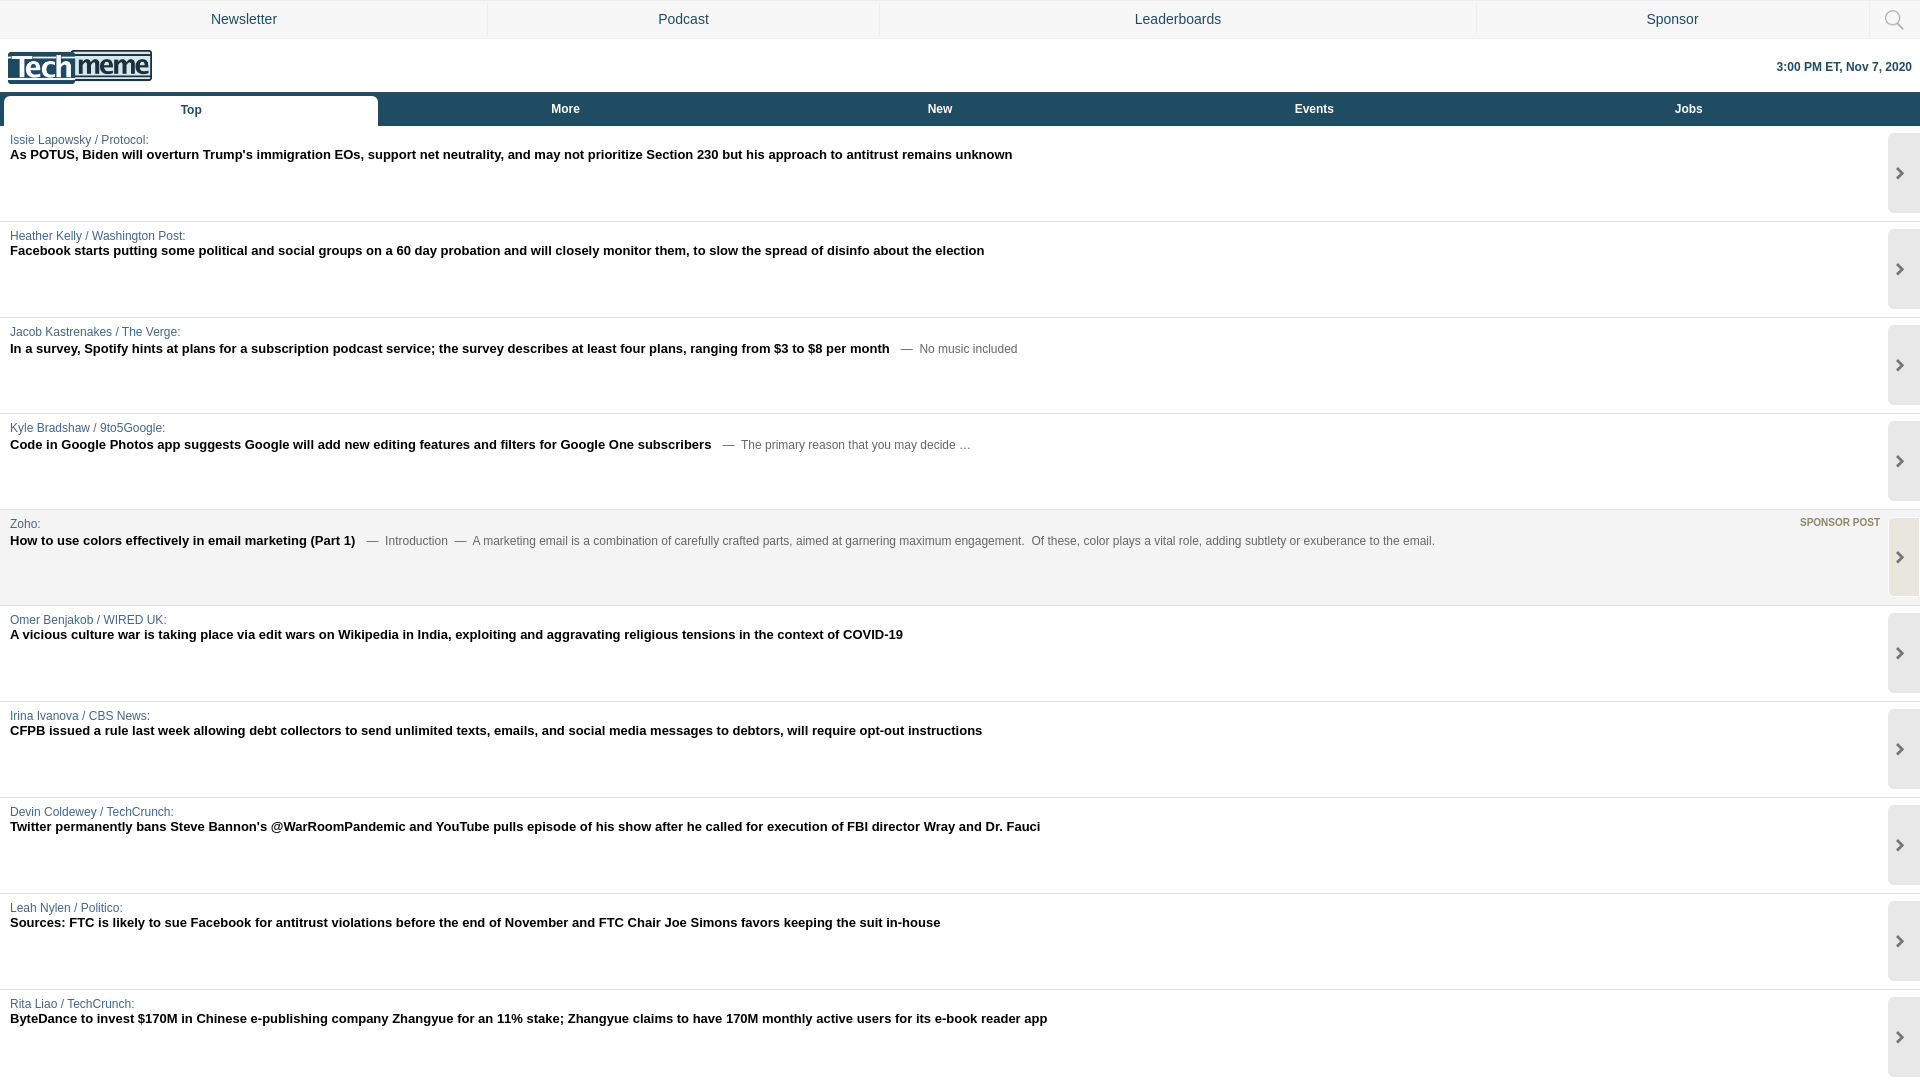 Newsletter
Podcast
Leaderboards
Sponsor
Techmeme
3:00 PM ET, Nov 7, 2020
Top
More
New
Events
Jobs
Issie Lapowsky / Protocol:
As POTUS, Biden will overturn Trump's immigration EOs, support net neutrality, and may not prioritize Section 230 but his approach to antitrust remains unknown
Heather Kelly / Washington Post:
Facebook starts putting some political and social groups on a 60 day probation and will closely monitor them, to slow the spread of disinfo about the election
Jacob Kastrenakes / The Verge:
In a survey, Spotify hints at plans for a subscription podcast service; the survey describes at least four plans, ranging from $3 to $8 per month — No music included
Kyle Bradshaw / 9to5Google:
Code in Google Photos app suggests Google will add new editing features and filters for Google One subscribers — The primary reason that you may decide …
Zoho:
SPONSOR POST
How to use colors effectively in email marketing (Part 1) — Introduction — A marketing email is a combination of carefully crafted parts, aimed at garnering maximum engagement. Of these, color plays a vital role, adding subtlety or exuberance to the email.
Omer Benjakob / WIRED UK:
A vicious culture war is taking place via edit wars on Wikipedia in India, exploiting and aggravating religious tensions in the context of COVID-19
Irina Ivanova / CBS News:
CFPB issued a rule last week allowing debt collectors to send unlimited texts, emails, and social media messages to debtors, will require opt-out instructions
Devin Coldewey / TechCrunch:
Twitter permanently bans Steve Bannon's @WarRoomPandemic and YouTube pulls episode of his show after he called for execution of FBI director Wray and Dr. Fauci
Leah Nylen / Politico:
Sources: FTC is likely to sue Facebook for antitrust violations before the end of November and FTC Chair Joe Simons favors keeping the suit in-house
Rita Liao / TechCrunch:
ByteDance to invest $170M in Chinese e-publishing company Zhangyue for an 11% stake; Zhangyue claims to have 170M monthly active users for its e-book reader app